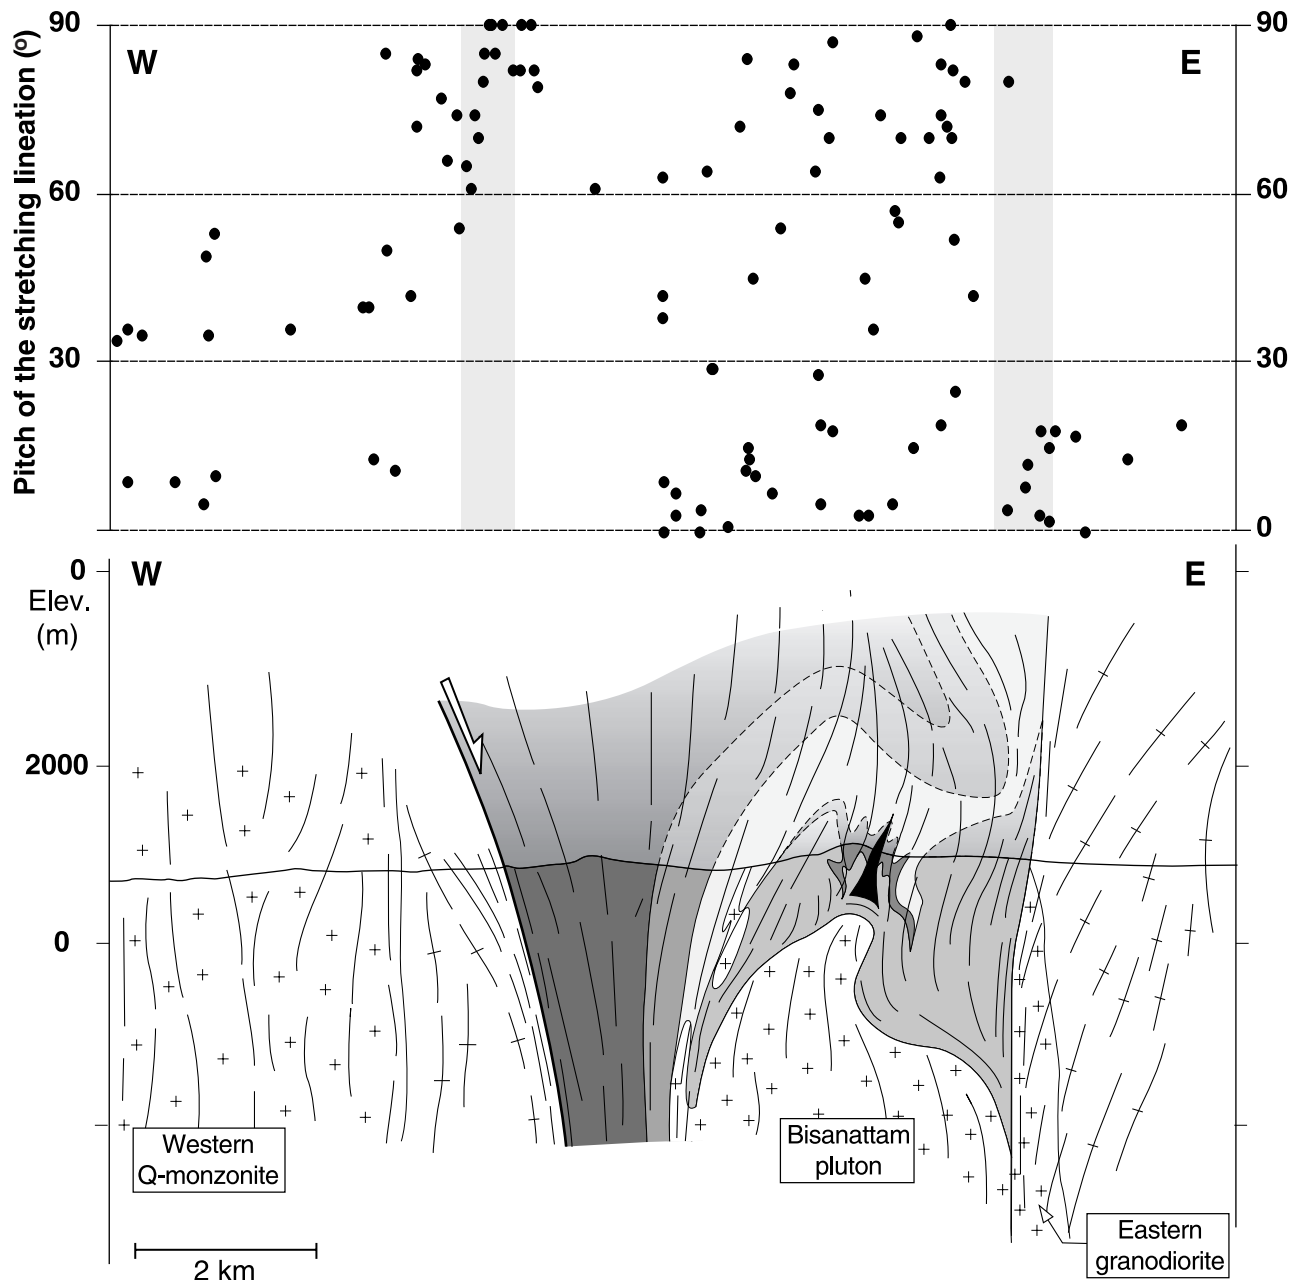 Pitch of the stretching lineation (º)
90
90
W
E
60
60
30
30
0
0
W
E
Elev.
(m)
2000
0
Western
Q-monzonite
Bisanattam
pluton
Eastern
granodiorite
2 km